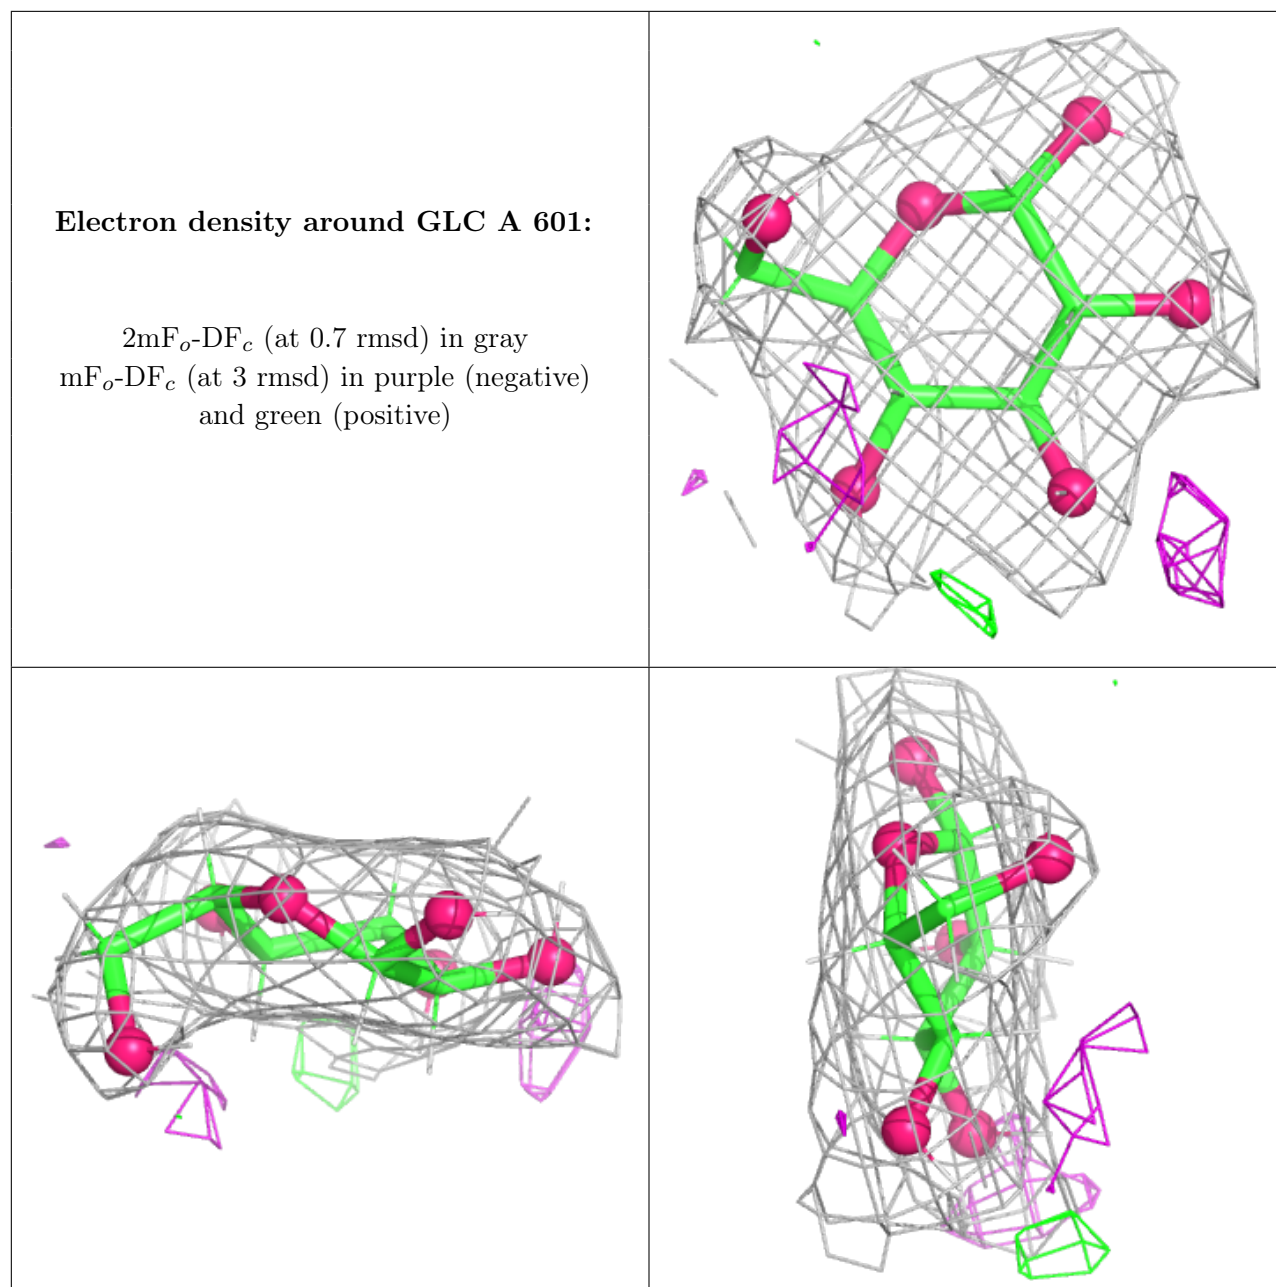 Electron density around GLC A 601:
2mFo-DFc (at 0.7 rmsd) in gray
mFo-DFc (at 3 rmsd) in purple (negative)
and green (positive)